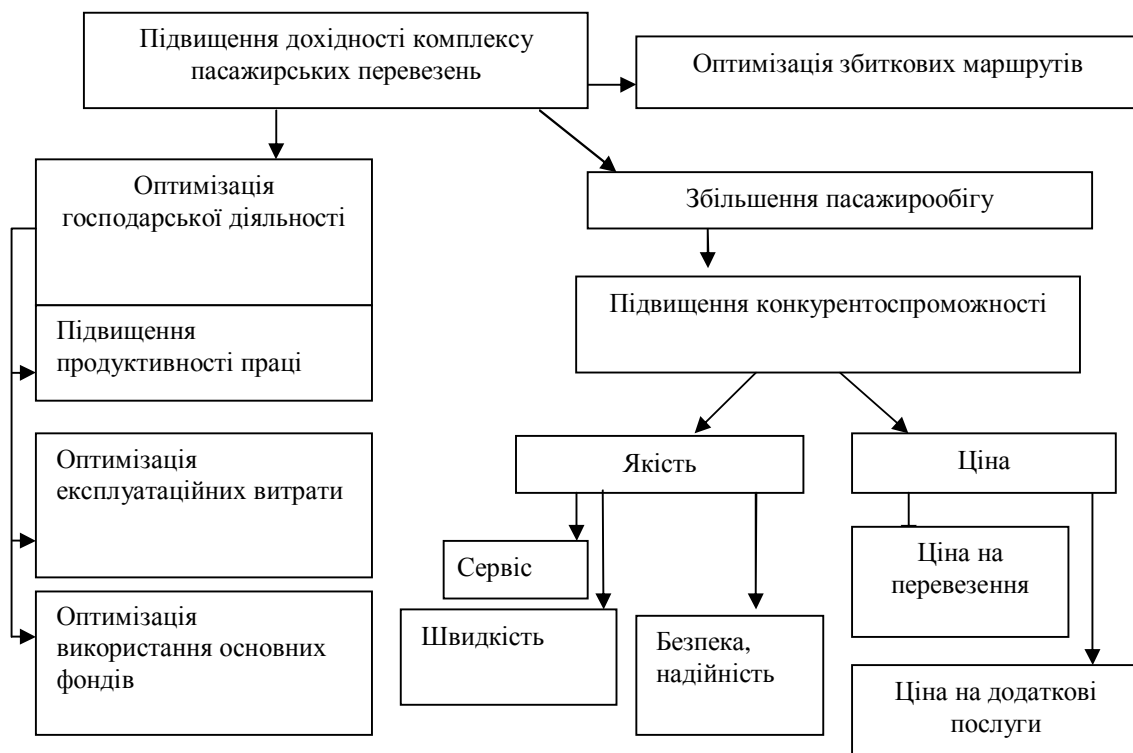 Підвищення дохідності комплексу
пасажирських перевезень
Оптимізація збиткових маршрутів
Оптимізація
господарської діяльності
Збільшення пасажирообігу
Підвищення конкурентоспроможності
Підвищення
продуктивності праці
Якість
Ціна
Оптимізація
експлуатаційних витрати
Сервіс
Ціна на
перевезення
Оптимізація
використання основних
фондів
Швидкість
Безпека,
надійність
Ціна на додаткові
послуги